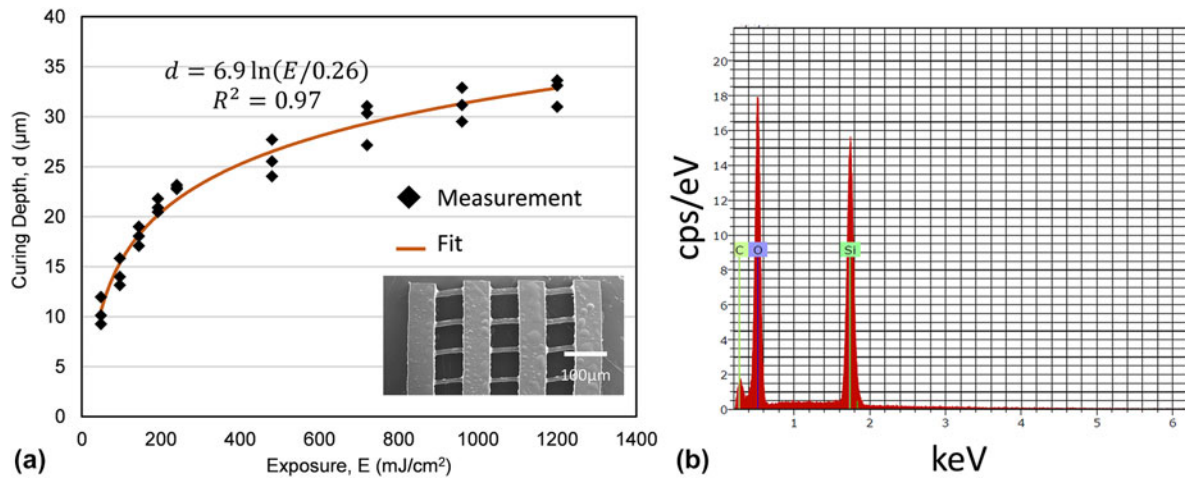 40
35
30
25
20
15
10
5
0
Curing Depth, d (μm)
d = 6.9 ln(E/0.26)
R² = 0.97
Measurement
Fit
100μm
0 200 400 600 800 1000 1200 1400
Exposure, E (mJ/cm²)
(a)
20
18
16
14
12
10
8
6
4
2
0
cps/eV
C O Si
1 2 3 4 5 6
keV
(b)